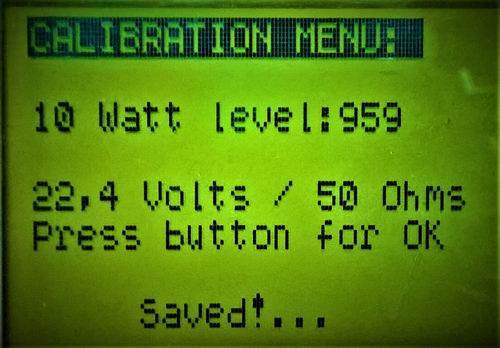 CALIBRATION MENU:
10 Watt level:959
22,4 Volts / 50 Ohms
Press button for OK
Saved!...